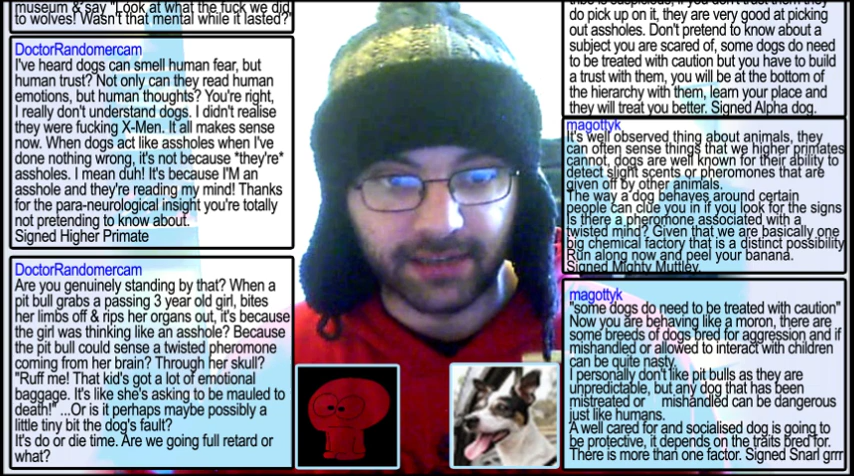 museum & say "Look at what the fuck we did
to wolves! Wasn't that mental while it lasted?"
DoctorRandomercam
I've heard dogs can smell human fear, but
human trust? Not only can they read human
emotions, but human thoughts? You're right,
I really don't understand dogs. I didn't realise
they were fucking X-Men. It all makes sense
now. When dogs act like assholes when I've
done nothing wrong, it's not because *they're*
assholes. I mean duh! It's because I'M an
asshole and they're reading my mind! Thanks
for the para-neurological insight you're totally
not pretending to know about.
Signed Higher Primate
DoctorRandomercam
Are you genuinely standing by that? When a
pit bull grabs a passing 3 year old girl, bites
her limbs off & rips her organs out, it's because
the girl was thinking like an asshole? Because
the pit bull could sense a twisted pheromone
coming from her brain? Through her skull?
"Ruff me! That kid's got a lot of emotional
baggage. It's like she's asking to be mauled to
death!" ...Or is it perhaps maybe possibly a
little tiny bit the dog's fault?
It's do or die time. Are we going full retard or
what?
do pick up on it, they are very good at picking
out assholes. Don't pretend to know about a
subject you are scared of, some dogs do need
to be treated with caution but you have to build
a trust with them, you will be at the bottom of
the hierarchy with them, learn your place and
they will treat you better. Signed Alpha dog.
magottyk
It's well observed thing about animals, they
can often sense things that we higher primates
cannot, dogs are well known for their ability to
detect slight scents or pheromones that are
given off by other animals.
The way a dog behaves around certain
people can clue you in if you look for the signs
Is there a pheromone associated with a
twisted mind? Given that we are basically one
big chemical factory that is a distinct possibility
Run along now and peel your banana.
Signed Mighty Muttley.
magottyk
"some dogs do need to be treated with caution"
Now you are behaving like a moron, there are
some breeds of dogs bred for aggression and if
mishandled or allowed to interact with children
can be quite nasty.
I personally don't like pit bulls as they are
unpredictable, but any dog that has been
mistreated or mishandled can be dangerous
just like humans.
A well cared for and socialised dog is going to
be protective, it depends on the traits bred for.
There is more than one factor. Signed Snarl grrr